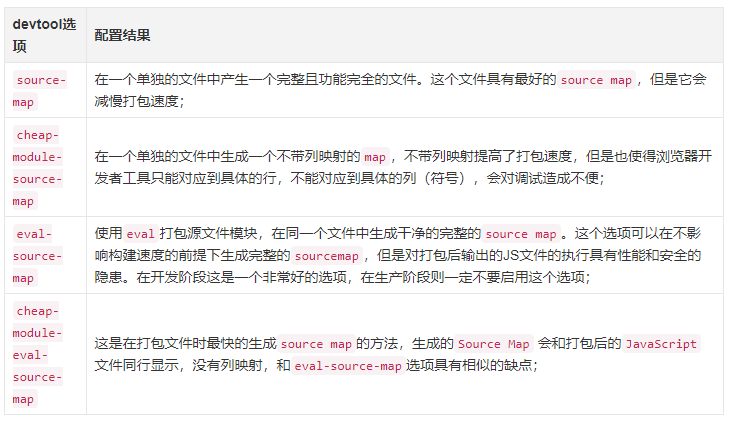 devtool选
项
配置结果
source-
map
在一个单独的文件中产生一个完整且功能完全的文件。这个文件具有最好的 source map，但是它会
减慢打包速度；
cheap-
module-
source-
map
在一个单独的文件中生成一个不带列映射的 map，不带列映射提高了打包速度，但是也使得浏览器开
发者工具只能对应到具体的行，不能对应到具体的列（符号），会对调试造成不便；
eval-
source-
map
使用 eval 打包源文件模块，在同一个文件中生成干净的完整的 source map。这个选项可以在不影
响构建速度的前提下生成完整的 sourcemap，但是对打包后输出的JS文件的执行具有性能和安全的
隐患。在开发阶段这是一个非常好的选项，在生产阶段则一定不要启用这个选项；
cheap-
module-
eval-
source-
map
这是在打包文件时最快的生成 source map 的方法，生成的 Source Map 会和打包后的 JavaScript
文件同行显示，没有列映射，和 eval-source-map 选项具有相似的缺点；